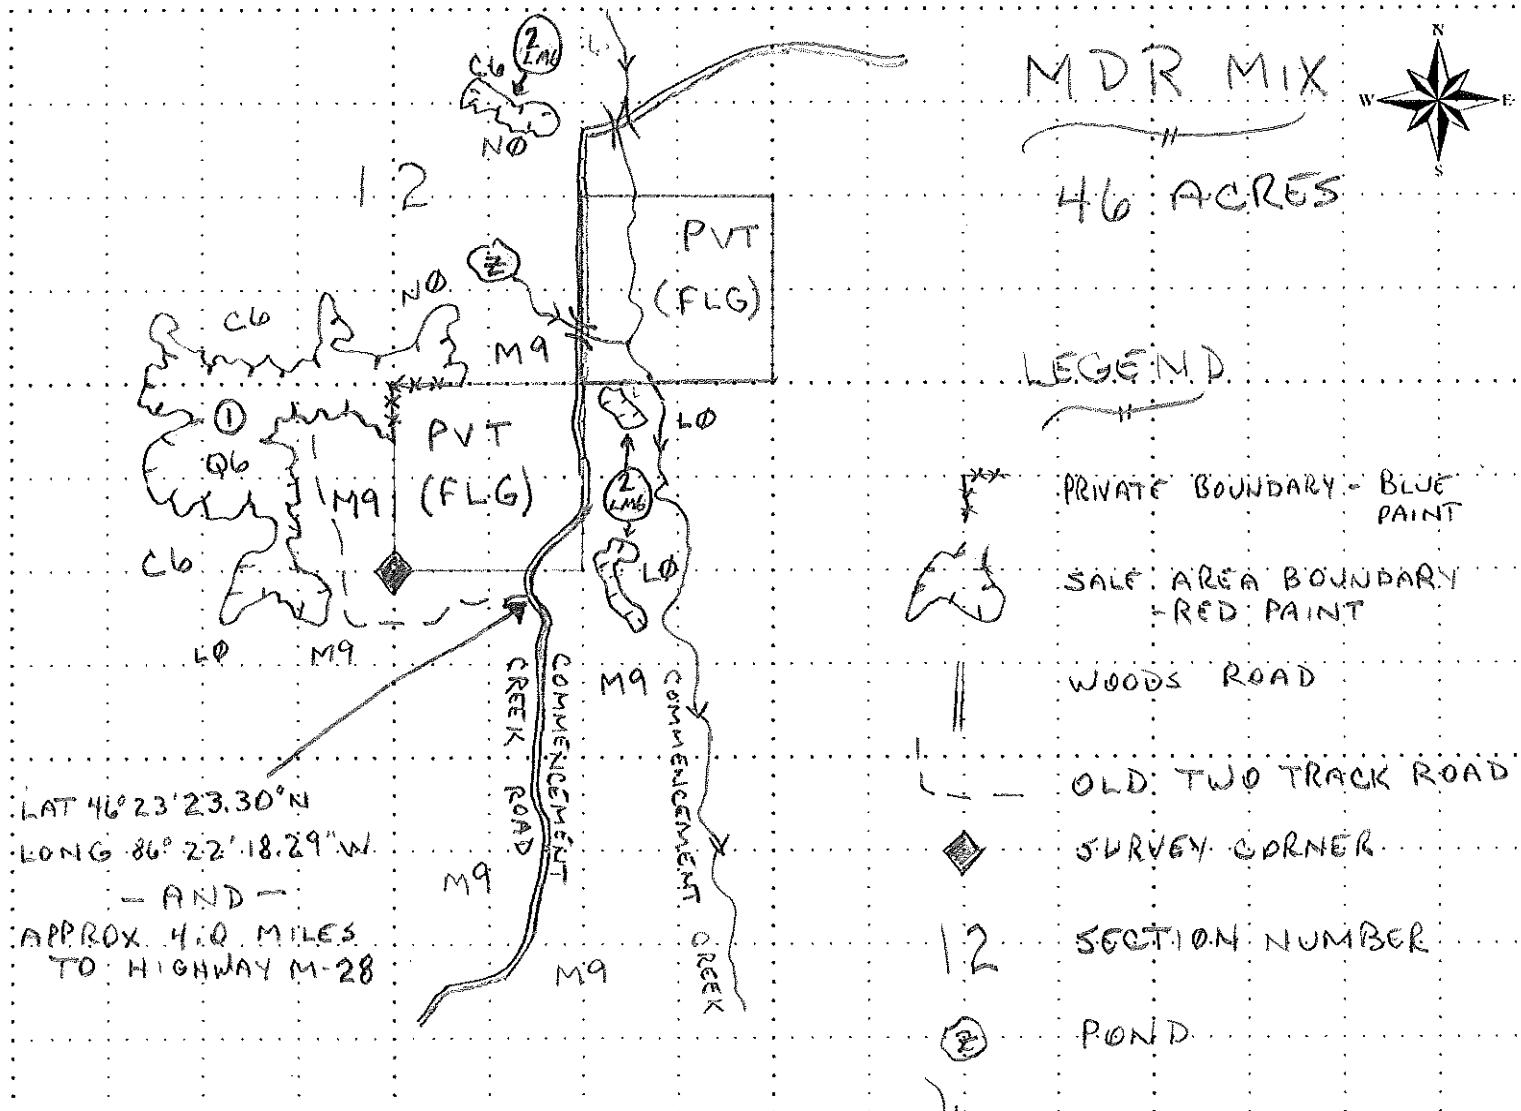 MDR MIX
46 ACRES
N
W
E
S
2
LM6
C6
NØ
L
12
PVT
(FLG)
Z
NØ
C6
M9
1
Q6
M9
PVT
(FLG)
LØ
2
LM6
LØ
C6
LØ
M9
M9
COMMENCEMENT
CREEK ROAD
COMMENCEMENT CREEK
M9
M9
LAT 46°23'23.30"N
LONG 86° 22' 18.29" W
- AND -
APPROX 4.0 MILES
TO HIGHWAY M-28
LEGEND
PRIVATE BOUNDARY - BLUE
PAINT
SALE AREA BOUNDARY
- RED PAINT
WOODS ROAD
OLD TWO TRACK ROAD
SURVEY CORNER
12 SECTION NUMBER
Z POND